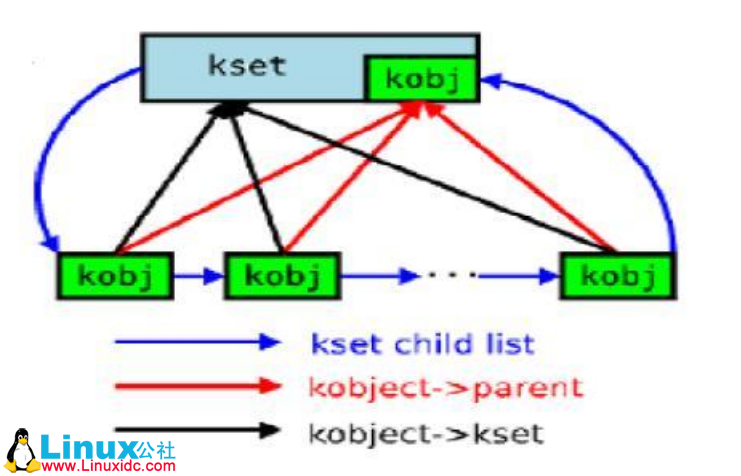 kset
kobj
kobj
kobj
...
kobj
kset child list
kobject->parent
kobject->kset
Linux公社
www.Linuxidc.com